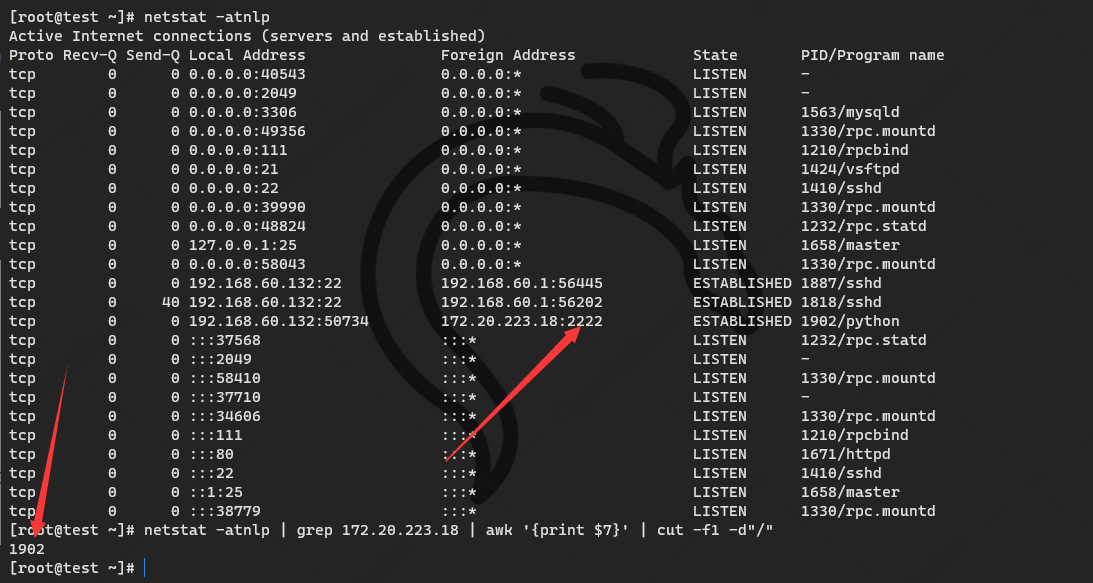 [root@test ~]# netstat -atnlp
Active Internet connections (servers and established)
Proto Recv-Q Send-Q Local Address               Foreign Address             State       PID/Program name
tcp        0      0 0.0.0.0:40543               0.0.0.0:*                   LISTEN      -
tcp        0      0 0.0.0.0:2049                0.0.0.0:*                   LISTEN      -
tcp        0      0 0.0.0.0:3306                0.0.0.0:*                   LISTEN      1563/mysqld
tcp        0      0 0.0.0.0:49356               0.0.0.0:*                   LISTEN      1330/rpc.mountd
tcp        0      0 0.0.0.0:111                 0.0.0.0:*                   LISTEN      1210/rpcbind
tcp        0      0 0.0.0.0:21                  0.0.0.0:*                   LISTEN      1424/vsftpd
tcp        0      0 0.0.0.0:22                  0.0.0.0:*                   LISTEN      1410/sshd
tcp        0      0 0.0.0.0:39990               0.0.0.0:*                   LISTEN      1330/rpc.mountd
tcp        0      0 0.0.0.0:48824               0.0.0.0:*                   LISTEN      1232/rpc.statd
tcp        0      0 127.0.0.1:25                0.0.0.0:*                   LISTEN      1658/master
tcp        0      0 0.0.0.0:58043               0.0.0.0:*                   LISTEN      1330/rpc.mountd
tcp        0      0 192.168.60.132:22           192.168.60.1:56445          ESTABLISHED 1887/sshd
tcp        0     40 192.168.60.132:22           192.168.60.1:56202          ESTABLISHED 1818/sshd
tcp        0      0 192.168.60.132:50734        172.20.223.18:2222          ESTABLISHED 1902/python
tcp        0      0 :::37568                    :::*                        LISTEN      1232/rpc.statd
tcp        0      0 :::2049                     :::*                        LISTEN      -
tcp        0      0 :::58410                    :::*                        LISTEN      1330/rpc.mountd
tcp        0      0 :::37710                    :::*                        LISTEN      -
tcp        0      0 :::34606                    :::*                        LISTEN      1330/rpc.mountd
tcp        0      0 :::111                      :::*                        LISTEN      1210/rpcbind
tcp        0      0 :::80                       :::*                        LISTEN      1671/httpd
tcp        0      0 :::22                       :::*                        LISTEN      1410/sshd
tcp        0      0 ::1:25                      :::*                        LISTEN      1658/master
tcp        0      0 :::38779                    :::*                        LISTEN      1330/rpc.mountd
[root@test ~]# netstat -atnlp | grep 172.20.223.18 | awk '{print $7}' | cut -f1 -d"/"
1902
[root@test ~]#